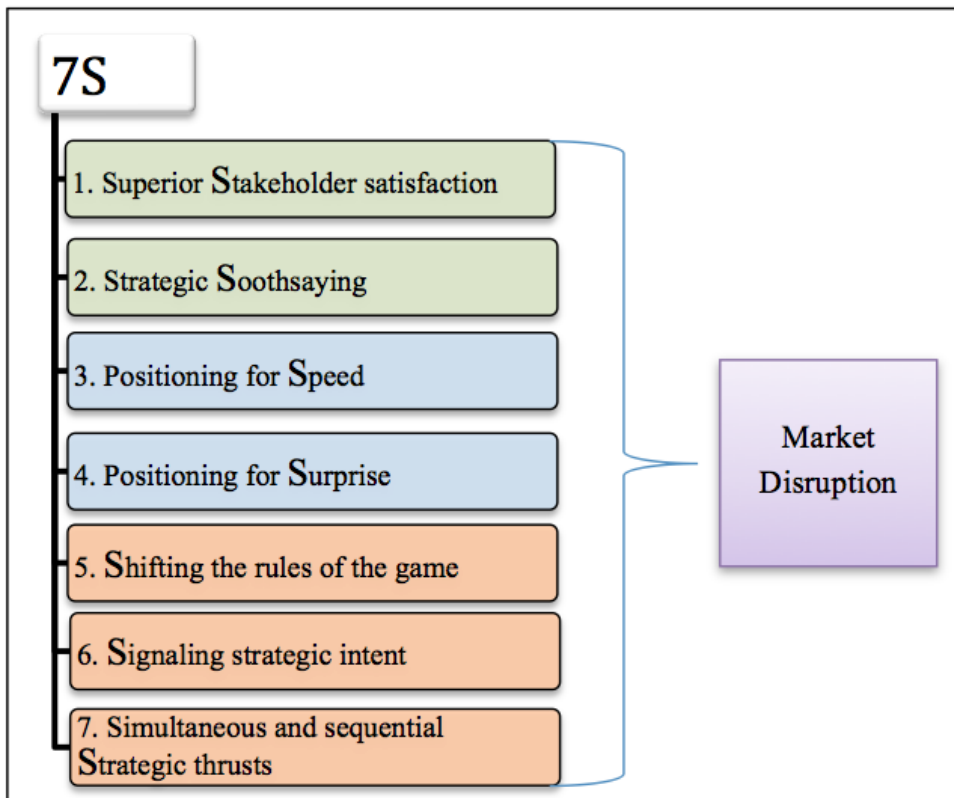 7S
1. Superior Stakeholder satisfaction
2. Strategic Soothsaying
3. Positioning for Speed
4. Positioning for Surprise
5. Shifting the rules of the game
6. Signaling strategic intent
7. Simultaneous and sequential
Strategic thrusts
Market
Disruption